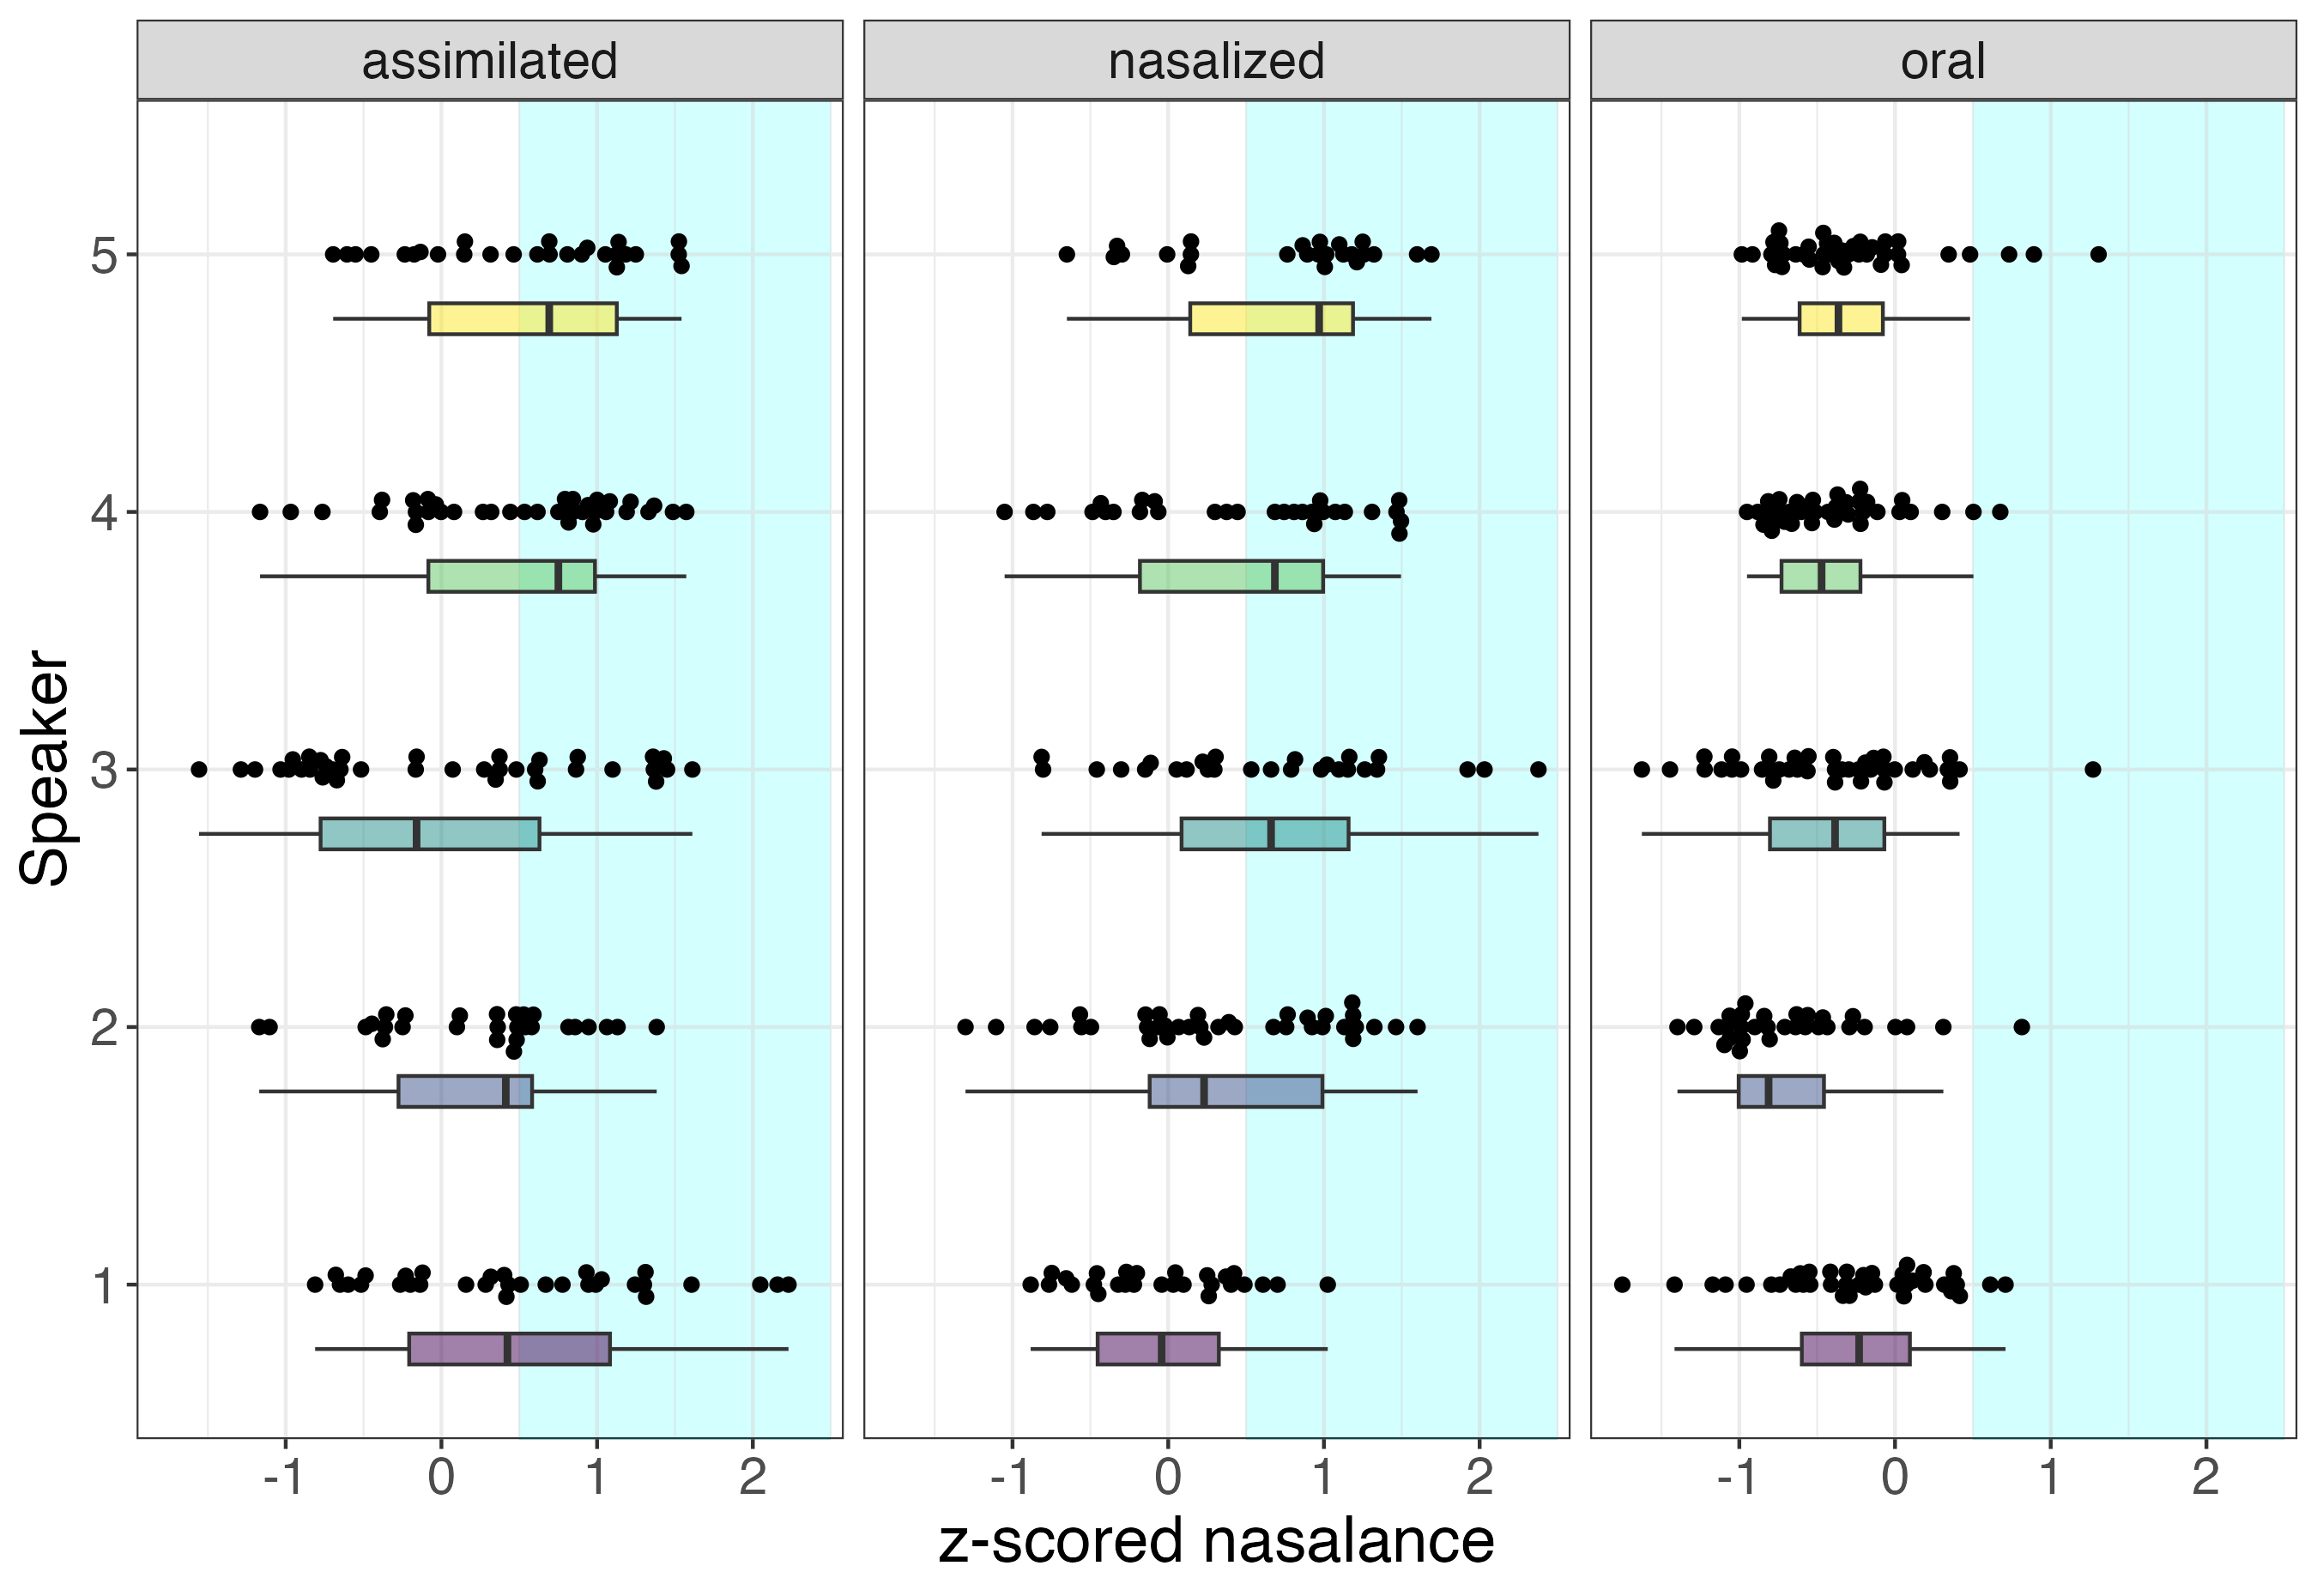 assimilated nasalized oral
Speaker
5
4
3
2
1
-1 0 1 2 -1 0 1 2 -1 0 1 2
z-scored nasalance